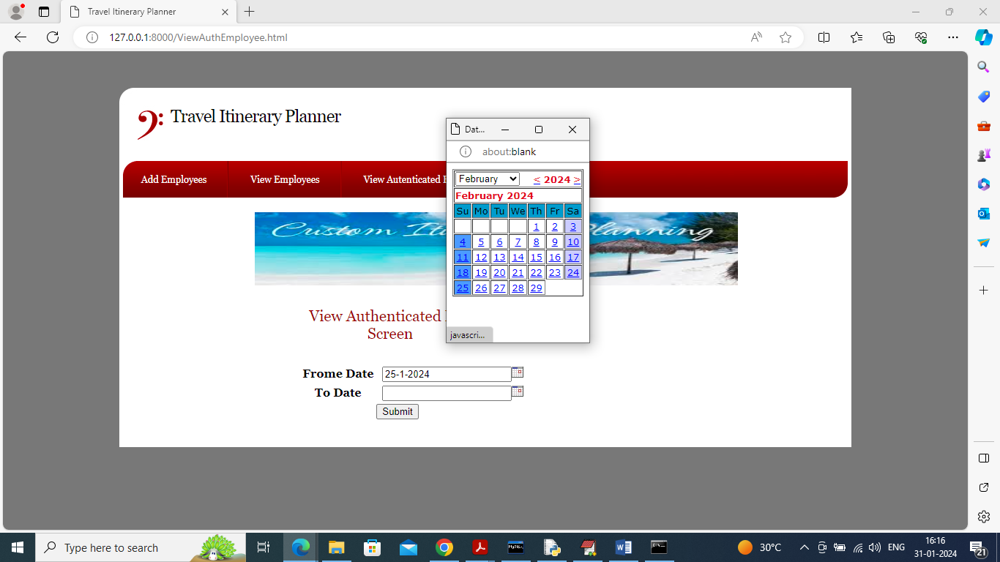 Travel Itinerary Planner
127.0.0.1:8000/ViewAuthEmployee.html
Travel Itinerary Planner
Dat...
about:blank
Add Employees View Employees View Autenticated
February < 2024 >
February 2024
Su Mo Tu We Th Fr Sa
1 2 3
4 5 6 7 8 9 10
11 12 13 14 15 16 17
18 19 20 21 22 23 24
25 26 27 28 29
Custom Planning
javascri...
View Authenticated
Screen
Frome Date 25-1-2024
To Date
Submit
Type here to search
30°C
ENG
16:16
31-01-2024
21